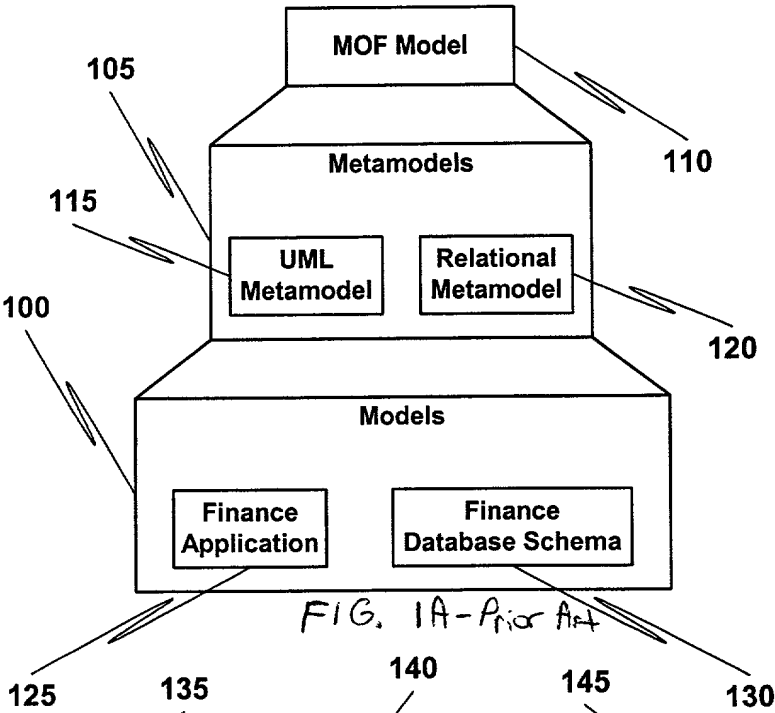 MOF Model
105
110
Metamodels
115
UML
Metamodel
Relational
Metamodel
100
120
Models
Finance
Application
Finance
Database Schema
FIG. 1A-Prior Art
125
135
140
145
130